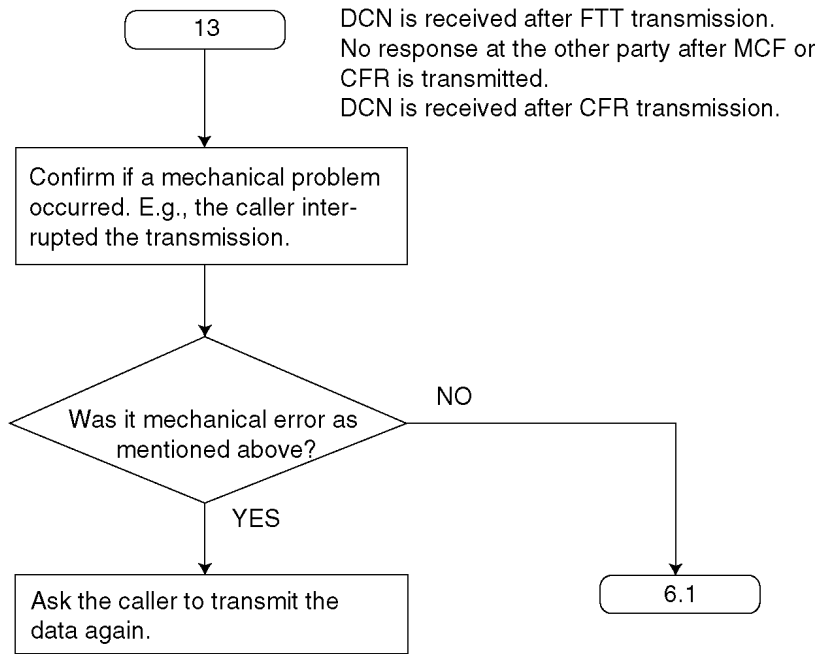 13
DCN is received after FTT transmission.
No response at the other party after MCF or
CFR is transmitted.
DCN is received after CFR transmission.
Confirm if a mechanical problem
occurred. E.g., the caller inter-
rupted the transmission.
Was it mechanical error as
mentioned above?
NO
YES
Ask the caller to transmit the
data again.
6.1